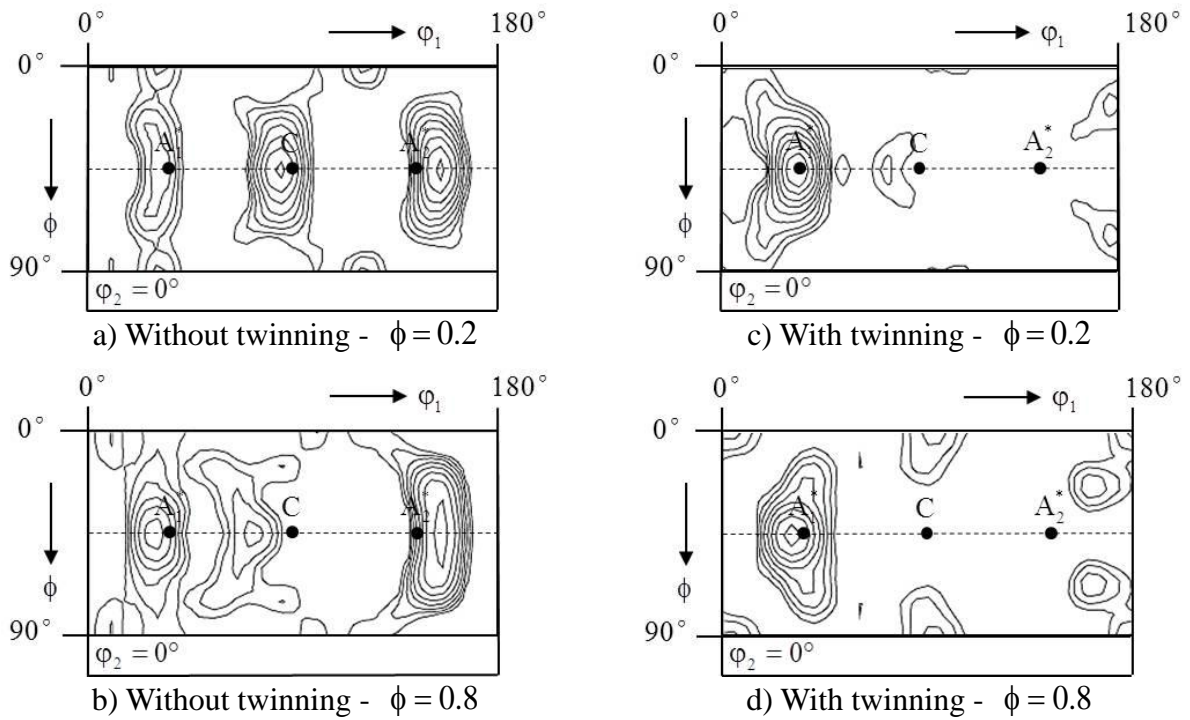 0° 180°
→ φ₁
0°
A₁* C A₂*
ϕ
90°
φ₂ = 0°
a) Without twinning - ϕ = 0.2
0° 180°
→ φ₁
0°
A₁* C A₂*
ϕ
90°
φ₂ = 0°
c) With twinning - ϕ = 0.2
0° 180°
→ φ₁
0°
A₁* C A₂*
ϕ
90°
φ₂ = 0°
b) Without twinning - ϕ = 0.8
0° 180°
→ φ₁
0°
A₁* C A₂*
ϕ
90°
φ₂ = 0°
d) With twinning - ϕ = 0.8